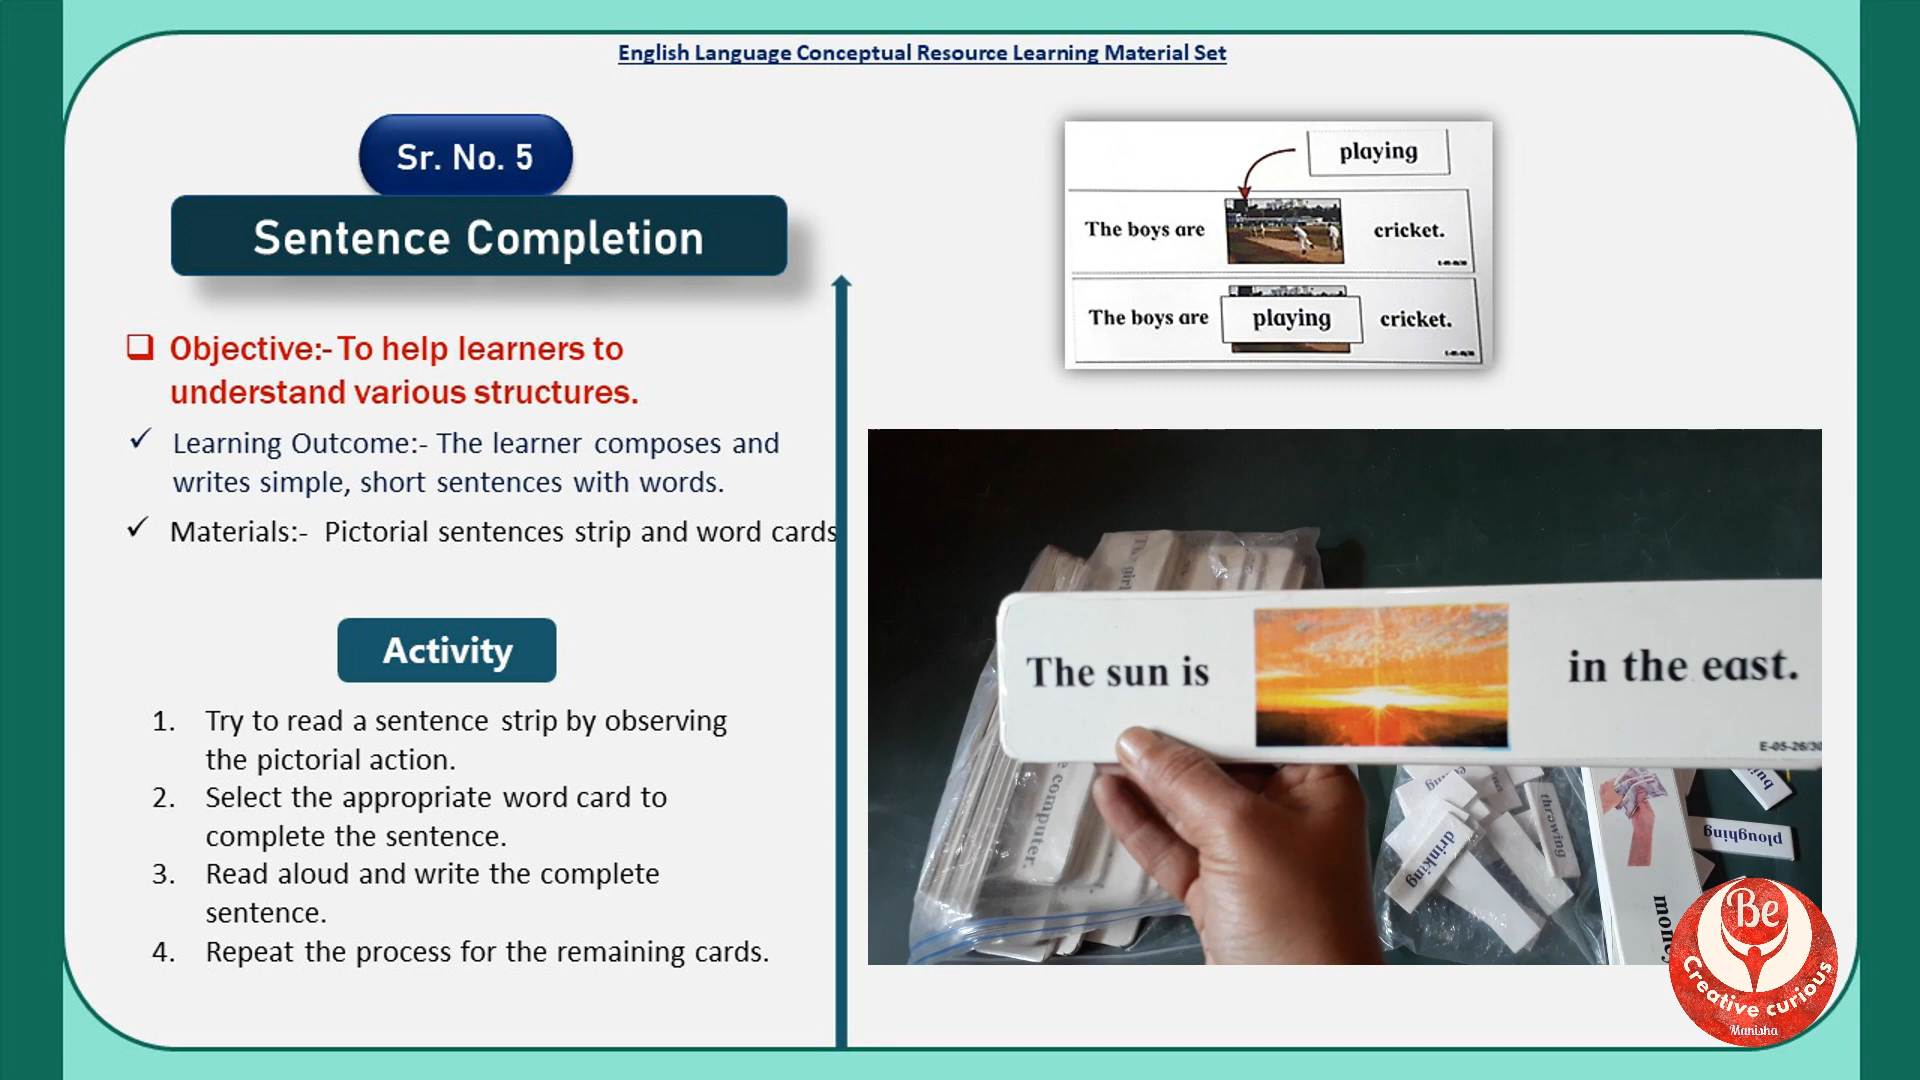 English Language Conceptual Resource Learning Material Set
Sr. No. 5
Sentence Completion
❑ Objective:- To help learners to
understand various structures.
✓ Learning Outcome:- The learner composes and
writes simple, short sentences with words.
✓ Materials:- Pictorial sentences strip and word cards
Activity
1. Try to read a sentence strip by observing
the pictorial action.
2. Select the appropriate word card to
complete the sentence.
3. Read aloud and write the complete
sentence.
4. Repeat the process for the remaining cards.
playing
The boys are cricket.
The boys are playing cricket.
The girl
The sun is in the east.
E-05-26/30
computer.
drinking
throwing
ploughing
Be
Creative curious
Manisha